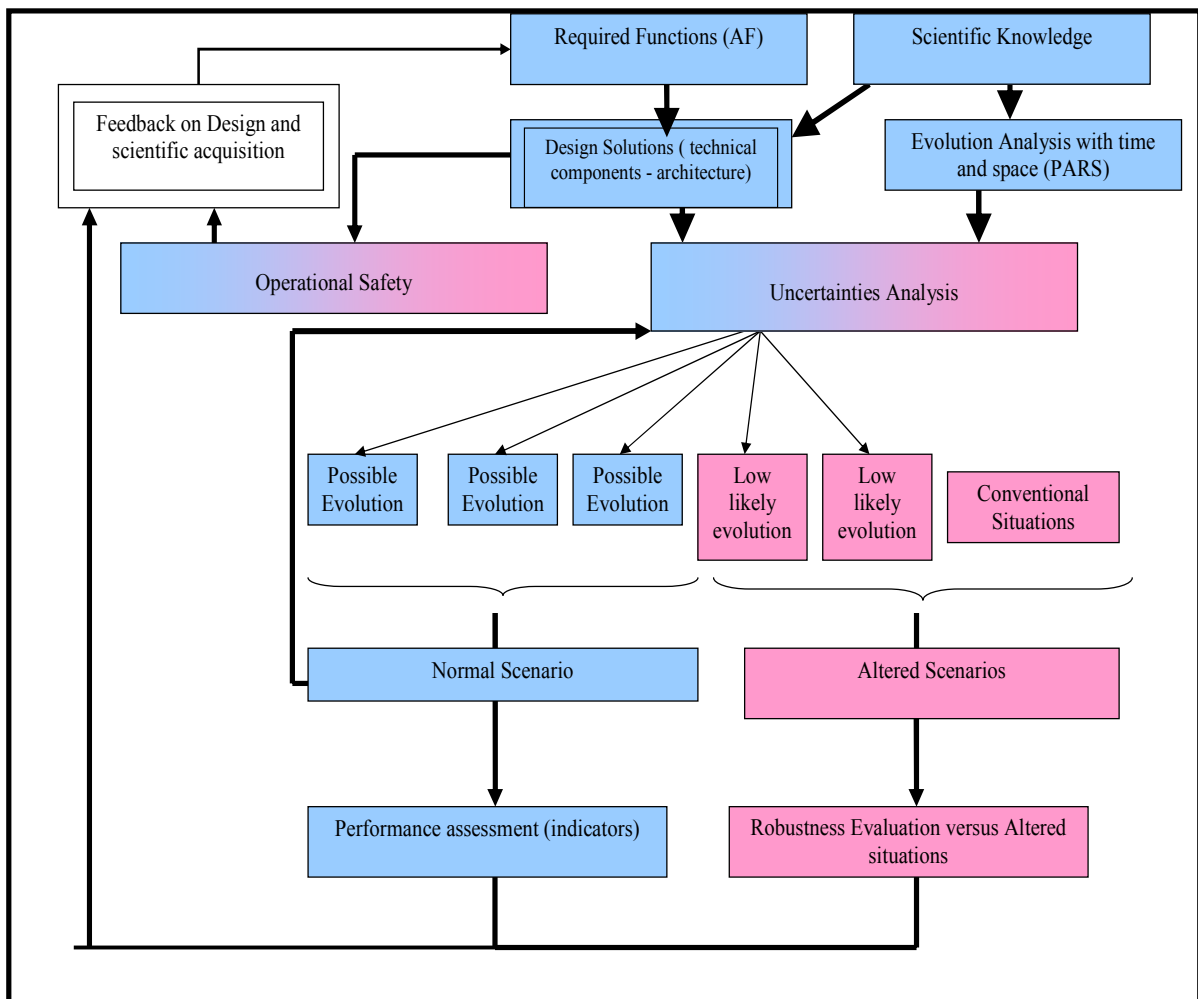 Required Functions (AF)
Scientific Knowledge
Feedback on Design and
scientific acquisition
Design Solutions ( technical
components - architecture)
Evolution Analysis with time
and space (PARS)
Operational Safety
Uncertainties Analysis
Possible
Evolution
Possible
Evolution
Possible
Evolution
Low
likely
evolution
Low
likely
evolution
Conventional
Situations
Normal Scenario
Altered Scenarios
Performance assessment (indicators)
Robustness Evaluation versus Altered
situations